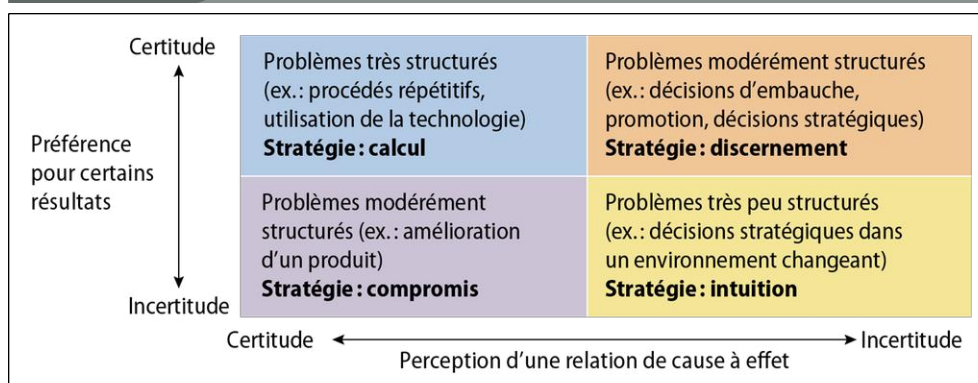 Certitude
Préférence
pour certains
résultats
Incertitude
Problèmes très structurés
(ex.: procédés répétitifs,
utilisation de la technologie)
Stratégie: calcul
Problèmes modérément structurés
(ex.: décisions d'embauche,
promotion, décisions stratégiques)
Stratégie: discernement
Problèmes modérément
structurés (ex.: amélioration
d'un produit)
Stratégie: compromis
Problèmes très peu structurés
(ex.: décisions stratégiques dans
un environnement changeant)
Stratégie: intuition
Certitude
Incertitude
Perception d'une relation de cause à effet